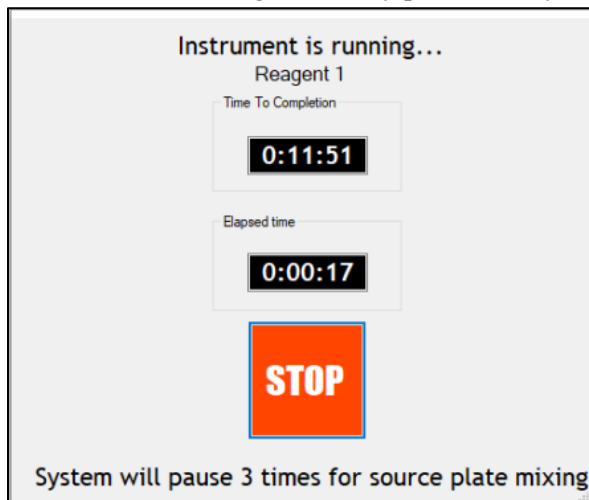 Instrument is running...
Reagent 1
Time To Completion
0:11:51
Elapsed time
0:00:17
STOP
System will pause 3 times for source plate mixing